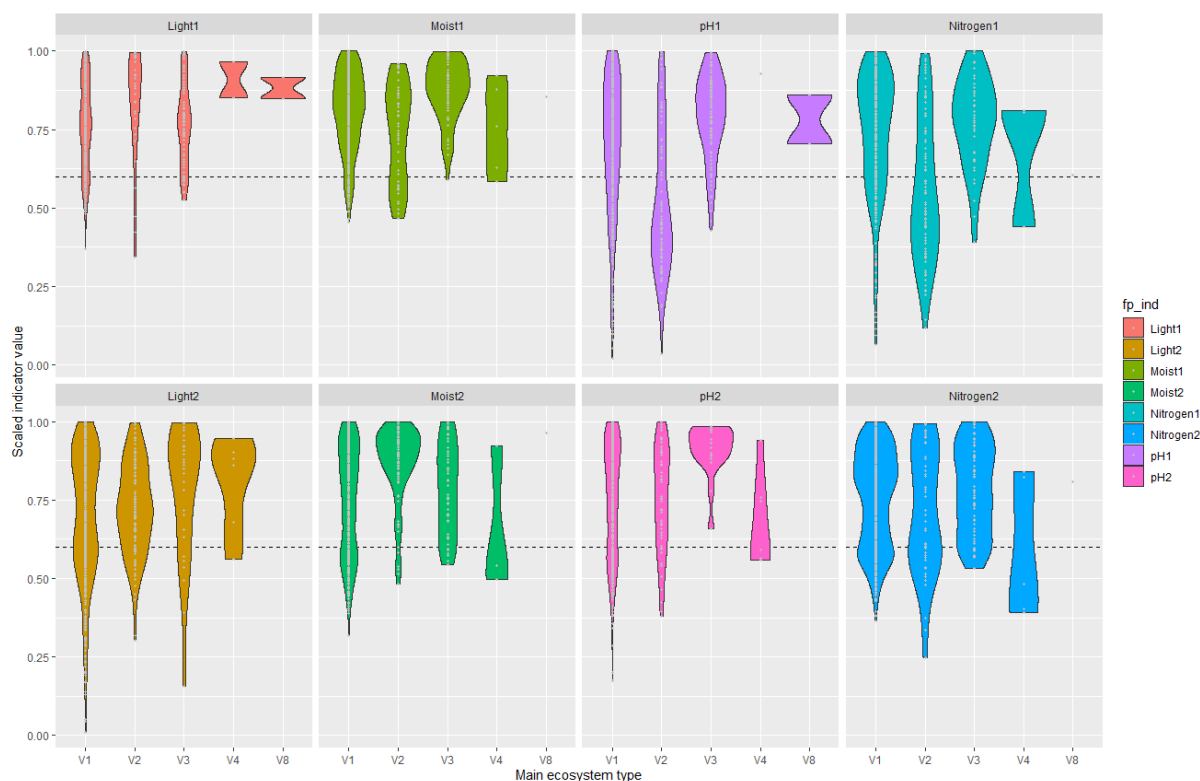 Light1
Moist1
pH1
Nitrogen1
1.00
0.75
0.50
0.25
0.00
Light2
Moist2
pH2
Nitrogen2
1.00
0.75
0.50
0.25
0.00
V1 V2 V3 V4 V8
V1 V2 V3 V4 V8
V1 V2 V3 V4 V8
V1 V2 V3 V4 V8
Main ecosystem type
Scaled indicator value
fp_ind
Light1
Light2
Moist1
Moist2
Nitrogen1
Nitrogen2
pH1
pH2